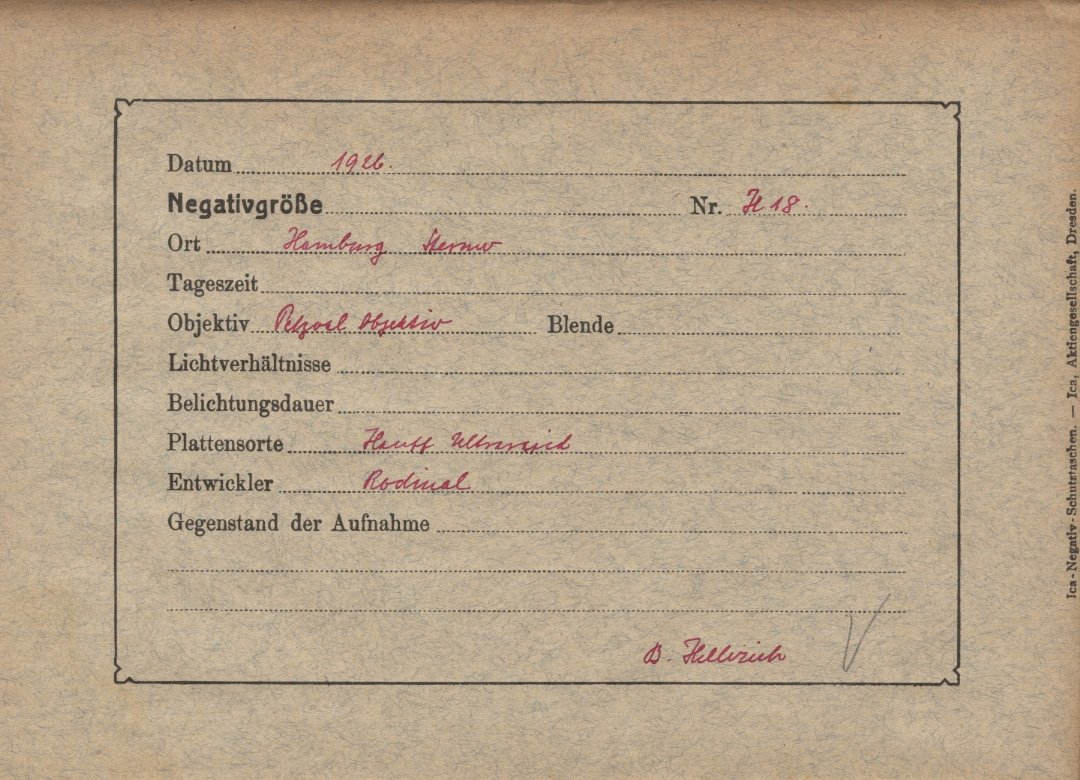 Datum 1926.
Negativgröße Nr. H 18.
Ort Hamburg Sternw
Tageszeit
Objektiv Petzval Objektiv Blende
Lichtverhältnisse
Belichtungsdauer
Plattensorte Hauff Ultrarapid
Entwickler Rodinal
Gegenstand der Aufnahme
B.
Ica-Negativ-Schutztaschen. — Ica, Aktiengesellschaft, Dresden.